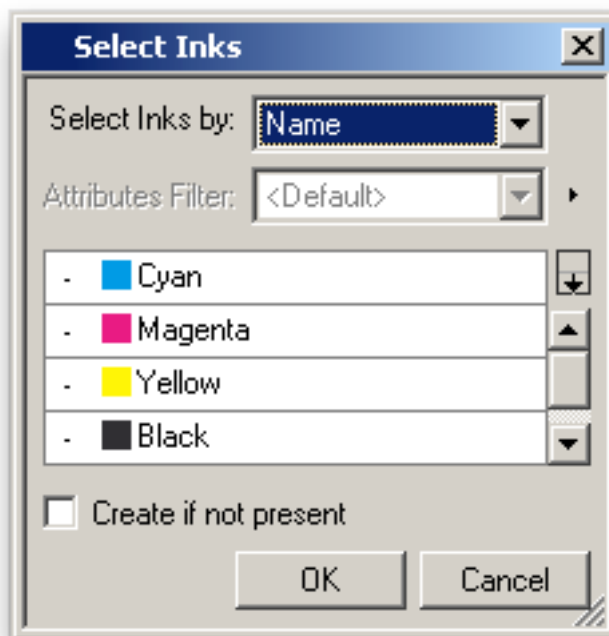 Select Inks
Select Inks by: Name
Attributes Filter: <Default>
- Cyan
- Magenta
- Yellow
- Black
Create if not present
OK Cancel